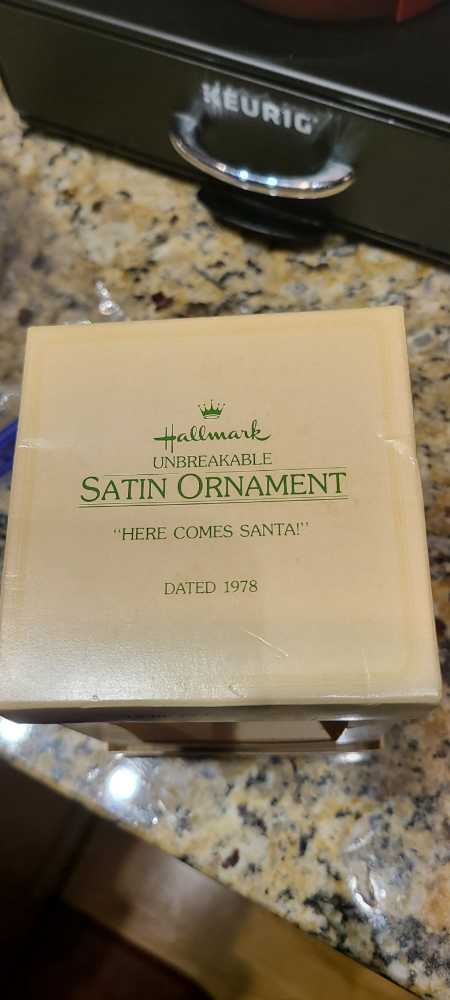 KEURIG
Hallmark
UNBREAKABLE
SATIN ORNAMENT
“HERE COMES SANTA!”
DATED 1978